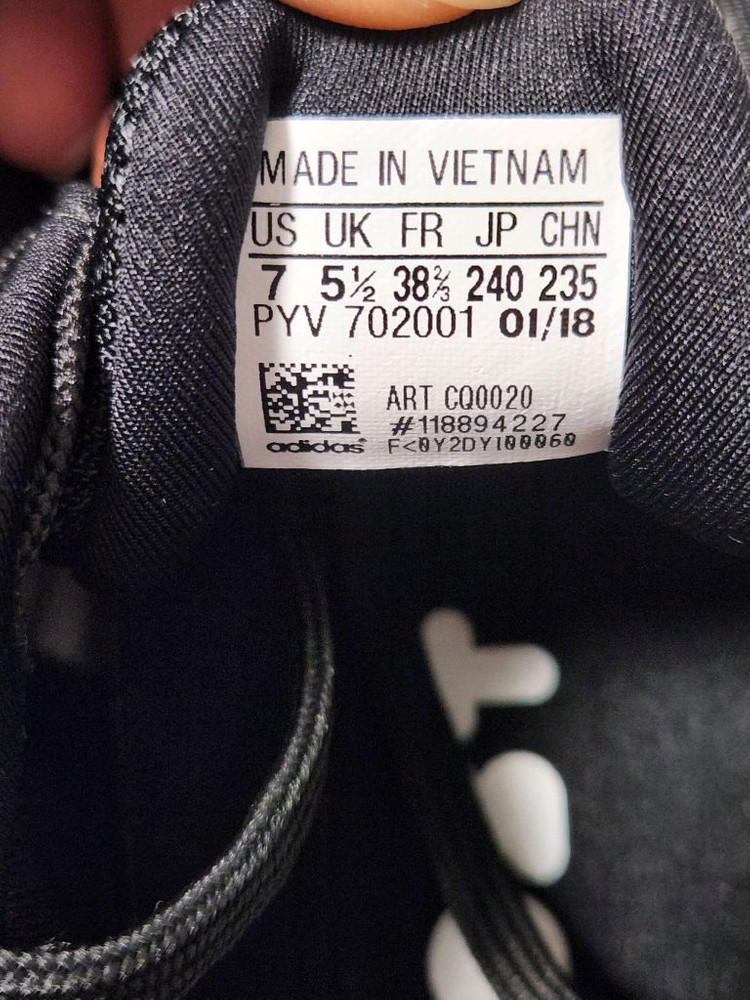 MADE IN VIETNAM
US UK FR JP CHN
7 5½ 38⅔ 240 235
PYV 702001 01/18
ART CQ0020
#118894227
adidas F<0Y2DY100060